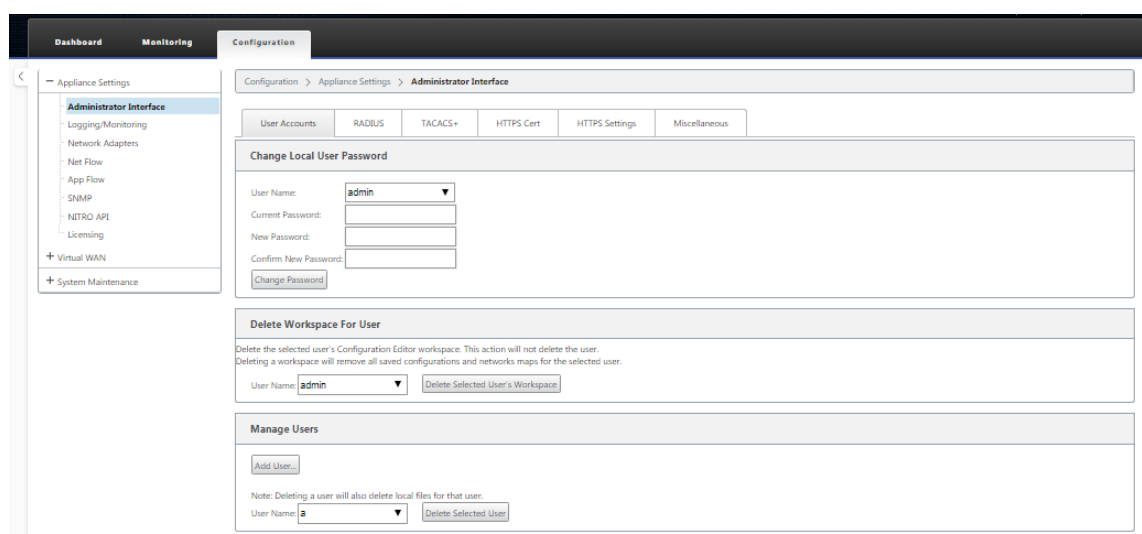 Dashboard Monitoring Configuration
Appliance Settings
Administrator Interface
Logging/Monitoring
Network Adapters
Net Flow
App Flow
SNMP
NITRO API
Licensing
Virtual WAN
System Maintenance
Configuration > Appliance Settings > Administrator Interface
User Accounts RADIUS TACACS+ HTTPS Cert HTTPS Settings Miscellaneous
Change Local User Password
User Name: admin
Current Password:
New Password:
Confirm New Password:
Change Password
Delete Workspace For User
Delete the selected user's Configuration Editor workspace. This action will not delete the user.
Deleting a workspace will remove all saved configurations and networks maps for the selected user.
User Name: admin Delete Selected User's Workspace
Manage Users
Add User...
Note: Deleting a user will also delete local files for that user.
User Name: a Delete Selected User